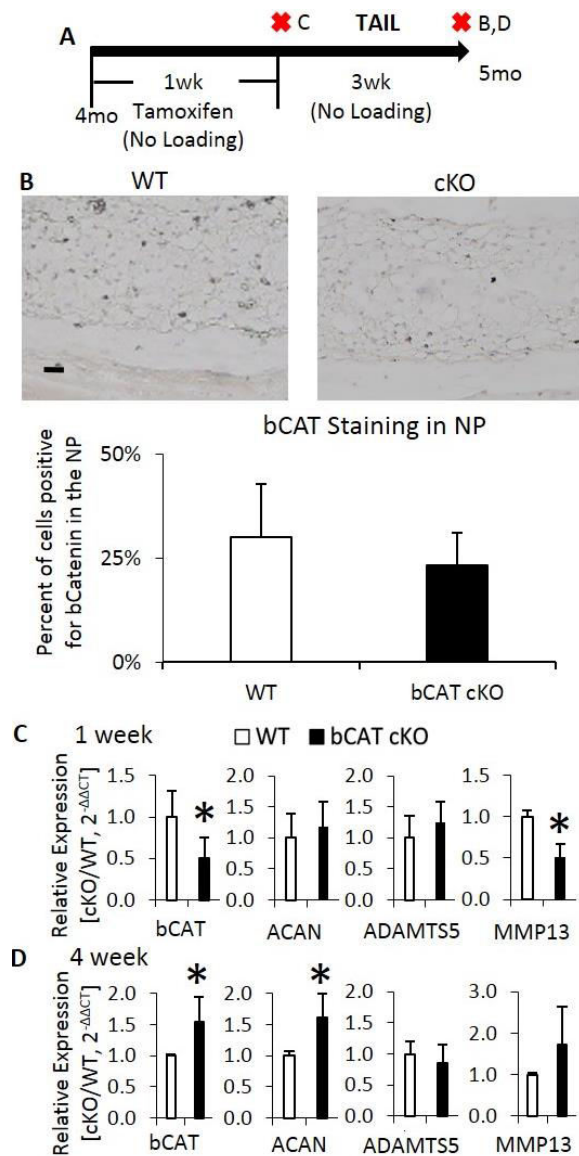 A
C TAIL B,D
1wk 3wk 5mo
4mo Tamoxifen (No Loading)
(No Loading)
B WT cKO
bCAT Staining in NP
Percent of cells positive
for bCatenin in the NP
50%
25%
0%
WT bCAT cKO
C 1 week WT bCAT cKO
Relative Expression
[cKO/WT, 2^-ΔΔCT]
1.5 2.0 2.0 1.5
* *
1.0 1.5 1.5 1.0
0.5 1.0 1.0 0.5
0.5 0.5
0.0 0.0 0.0 0.0
bCAT ACAN ADAMTS5 MMP13
D 4 week
Relative Expression
[cKO/WT, 2^-ΔΔCT]
* *
2.0 2.0 2.0 3.0
1.5 1.5 1.5 2.0
1.0 1.0 1.0 1.0
0.5 0.5 0.5
0.0 0.0 0.0 0.0
bCAT ACAN ADAMTS5 MMP13